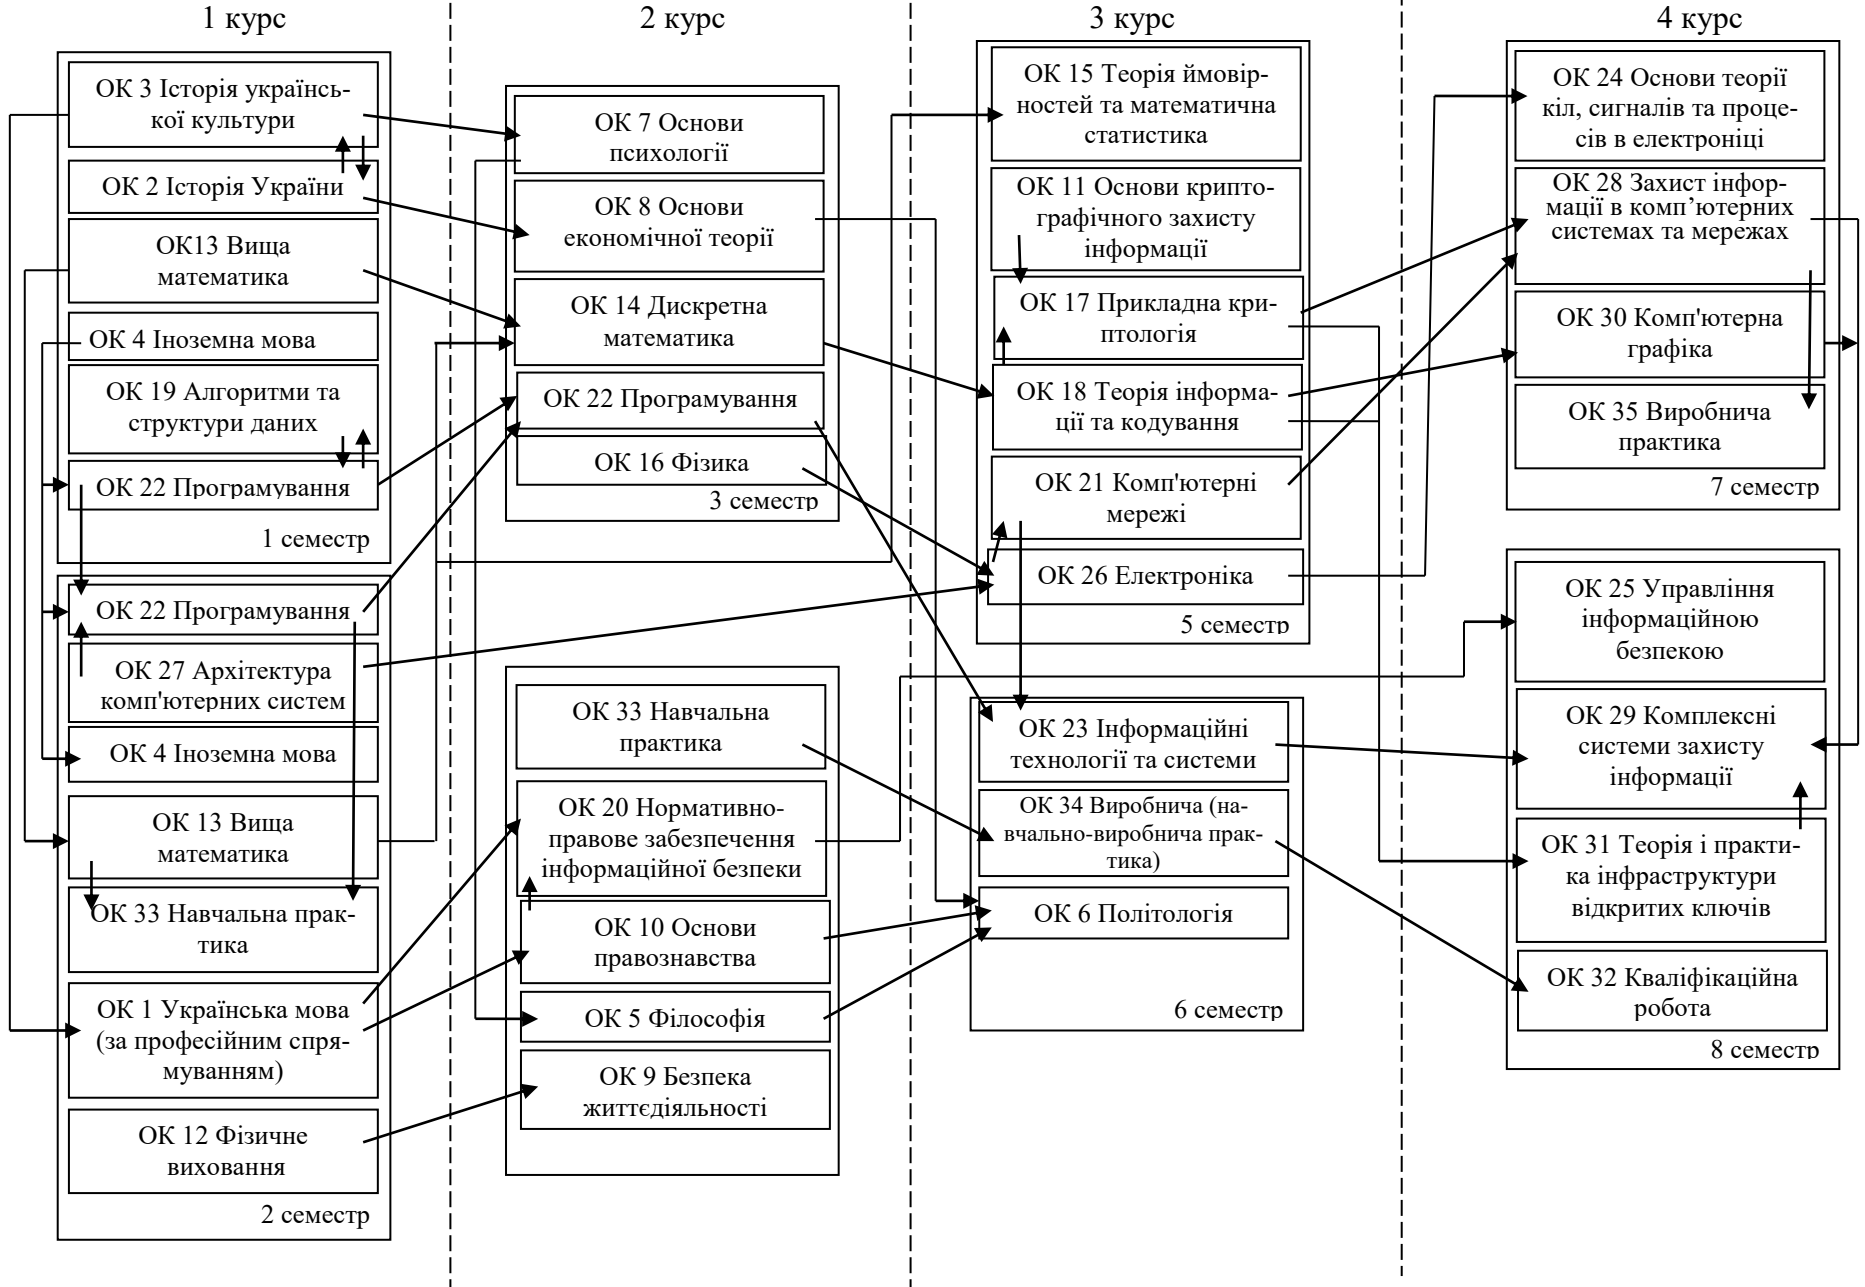 1 курс
ОК 3 Історія українсь-
кої культури
ОК 2 Історія України
ОК13 Вища
математика
ОК 4 Іноземна мова
ОК 19 Алгоритми та
структури даних
ОК 22 Програмування
1 семестр
ОК 22 Програмування
ОК 27 Архітектура
комп'ютерних систем
ОК 4 Іноземна мова
ОК 13 Вища
математика
ОК 33 Навчальна прак-
тика
ОК 1 Українська мова
(за професійним спря-
муванням)
ОК 12 Фізичне
виховання
2 семестр
2 курс
ОК 7 Основи
психології
ОК 8 Основи
економічної теорії
ОК 14 Дискретна
математика
ОК 22 Програмування
ОК 16 Фізика
3 семестр
ОК 33 Навчальна
практика
ОК 20 Нормативно-
правове забезпечення
інформаційної безпеки
ОК 10 Основи
правознавства
ОК 5 Філософія
ОК 9 Безпека
життєдіяльності
3 курс
ОК 15 Теорія ймовір-
ностей та математична
статистика
ОК 11 Основи крипто-
графічного захисту
інформації
ОК 17 Прикладна кри-
птологія
ОК 18 Теорія інформа-
ції та кодування
ОК 21 Комп'ютерні
мережі
ОК 26 Електроніка
5 семестр
ОК 23 Інформаційні
технології та системи
ОК 34 Виробнича (на-
вчально-виробнича прак-
тика)
ОК 6 Політологія
6 семестр
4 курс
ОК 24 Основи теорії
кіл, сигналів та проце-
сів в електроніці
ОК 28 Захист інфор-
мації в комп’ютерних
системах та мережах
ОК 30 Комп'ютерна
графіка
ОК 35 Виробнича
практика
7 семестр
ОК 25 Управління
інформаційною
безпекою
ОК 29 Комплексні
системи захисту
інформації
ОК 31 Теорія і практи-
ка інфраструктури
відкритих ключів
ОК 32 Кваліфікаційна
робота
8 семестр